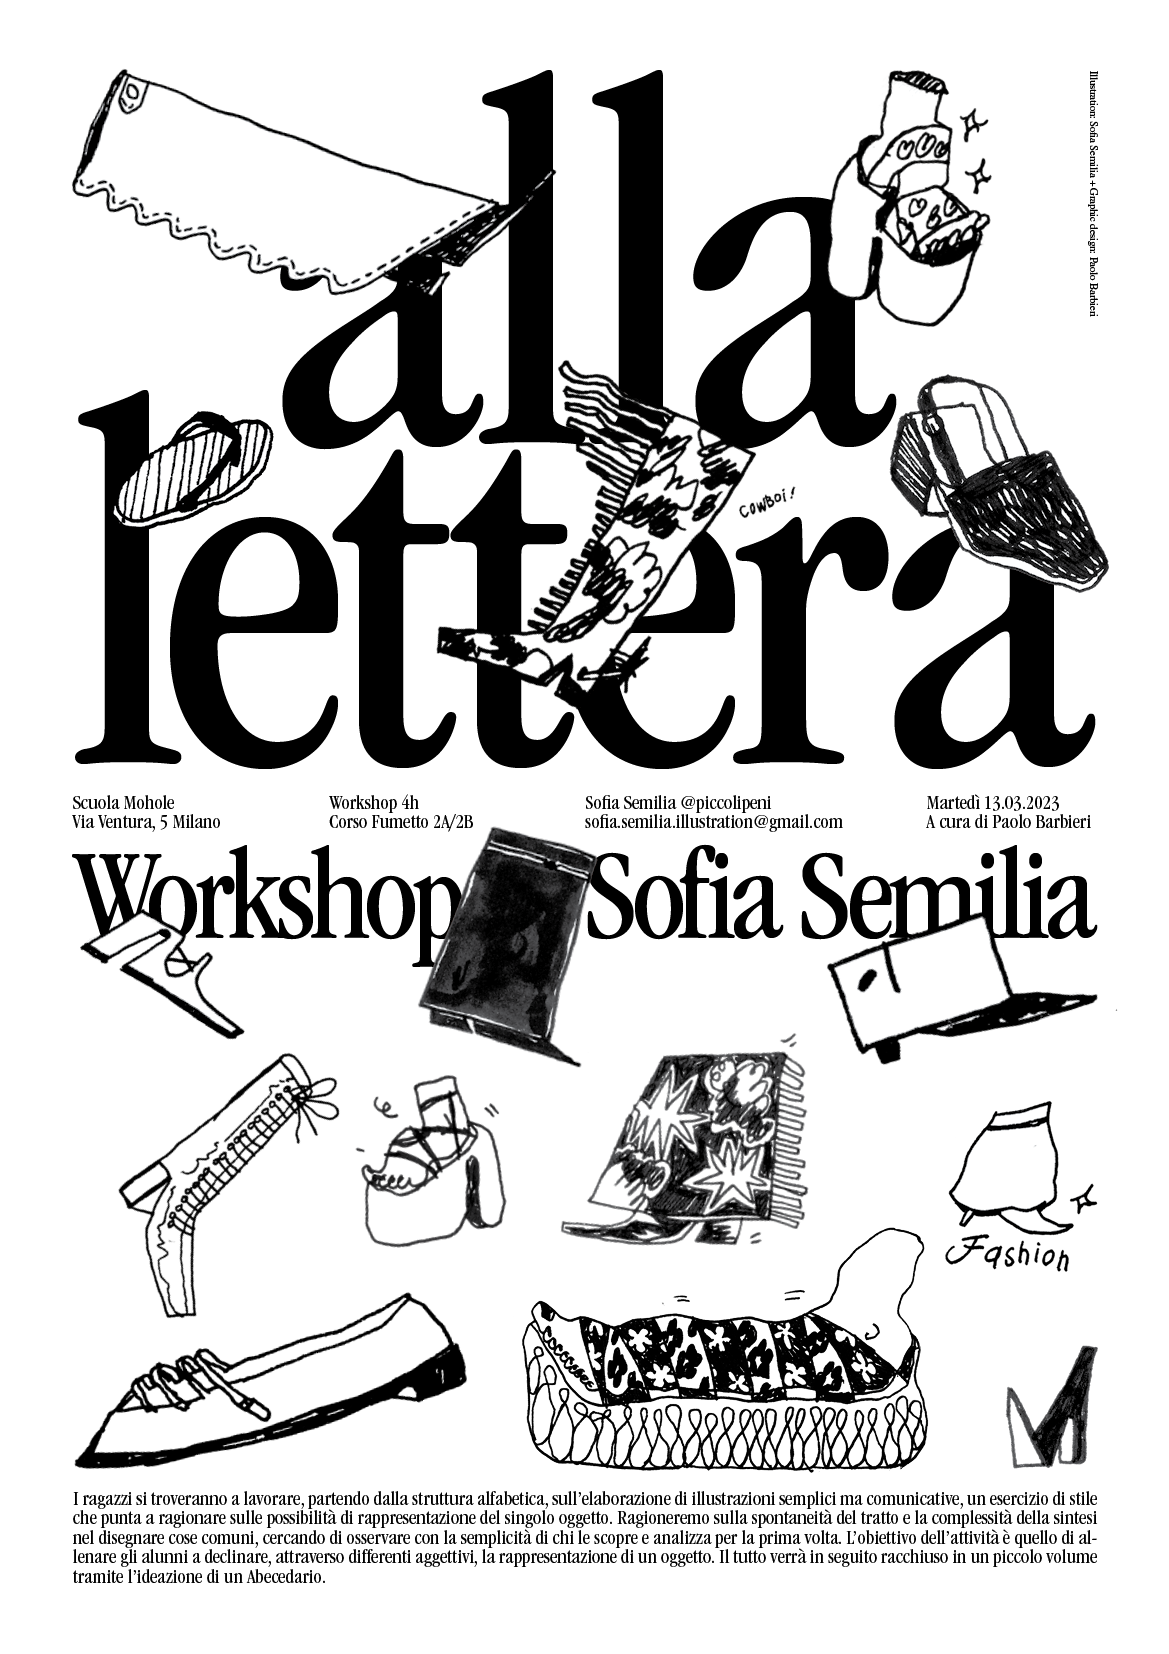 Illustration: Sofia Semilia + Graphic design: Paolo Barbieri
alla
lettera
COWBOI!
Scuola Mohole
Via Ventura, 5 Milano
Workshop 4h
Corso Fumetto 2A/2B
Sofia Semilia @piccolipeni
sofia.semilia.illustration@gmail.com
Martedì 13.03.2023
A cura di Paolo Barbieri
Workshop Sofia Semilia
Fashion
I ragazzi si troveranno a lavorare, partendo dalla struttura alfabetica, sull’elaborazione di illustrazioni semplici ma comunicative, un esercizio di stile
che punta a ragionare sulle possibilità di rappresentazione del singolo oggetto. Ragioneremo sulla spontaneità del tratto e la complessità della sintesi
nel disegnare cose comuni, cercando di osservare con la semplicità di chi le scopre e analizza per la prima volta. L’obiettivo dell’attività è quello di al-
lenare gli alunni a declinare, attraverso differenti aggettivi, la rappresentazione di un oggetto. Il tutto verrà in seguito racchiuso in un piccolo volume
tramite l’ideazione di un Abecedario.